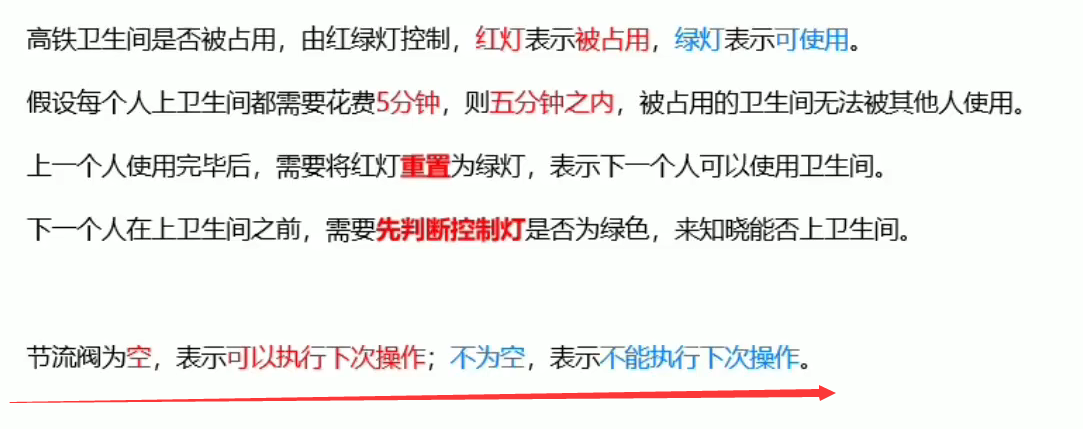 高铁卫生间是否被占用，由红绿灯控制，红灯表示被占用，绿灯表示可使用。
假设每个人上卫生间都需要花费5分钟，则五分钟之内，被占用的卫生间无法被其他人使用。
上一个人使用完毕后，需要将红灯重置为绿灯，表示下一个人可以使用卫生间。
下一个人在上卫生间之前，需要先判断控制灯是否为绿色，来知晓能否上卫生间。
节流阀为空，表示可以执行下次操作；不为空，表示不能执行下次操作。